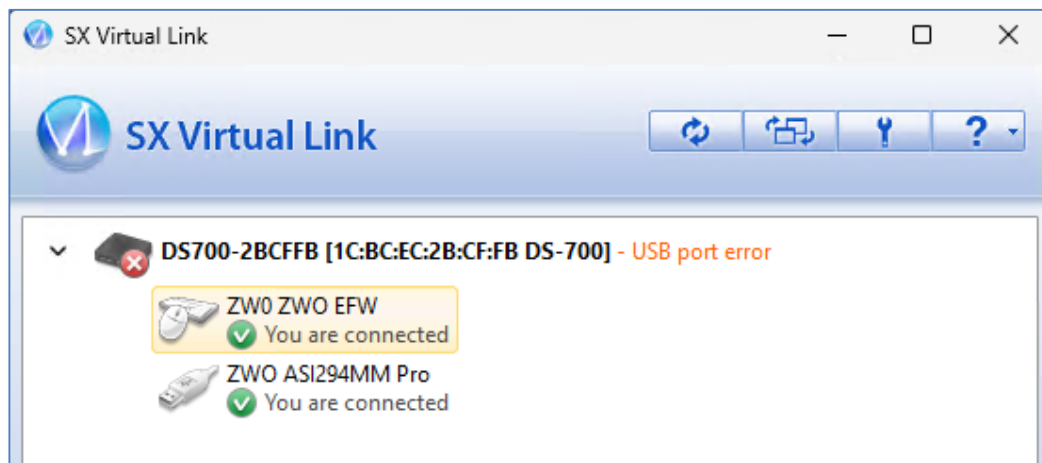 SX Virtual Link
SX Virtual Link
DS700-2BCFFB [1C:BC:EC:2B:CF:FB DS-700] - USB port error
ZW0 ZWO EFW
You are connected
ZWO ASI294MM Pro
You are connected